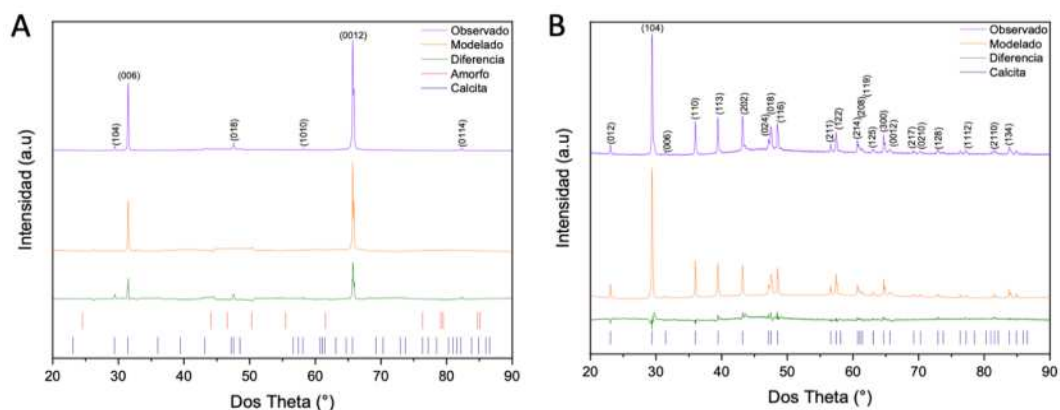 A
Intensidad (a.u)
(006)
(104)
(018)
(1010)
(0012)
(0114)
Observado
Modelado
Diferencia
Amorfo
Calcita
20 30 40 50 60 70 80 90
Dos Theta (°)
B
Intensidad (a.u)
(012)
(104)
(006)
(110)
(113)
(202)
(024)
(018)
(116)
(211)
(122)
(214)
(208)
(119)
(125)
(300)
(0012)
(217)
(0210)
(128)
(1112)
(2110)
(134)
Observado
Modelado
Diferencia
Calcita
20 30 40 50 60 70 80 90
Dos Theta (°)